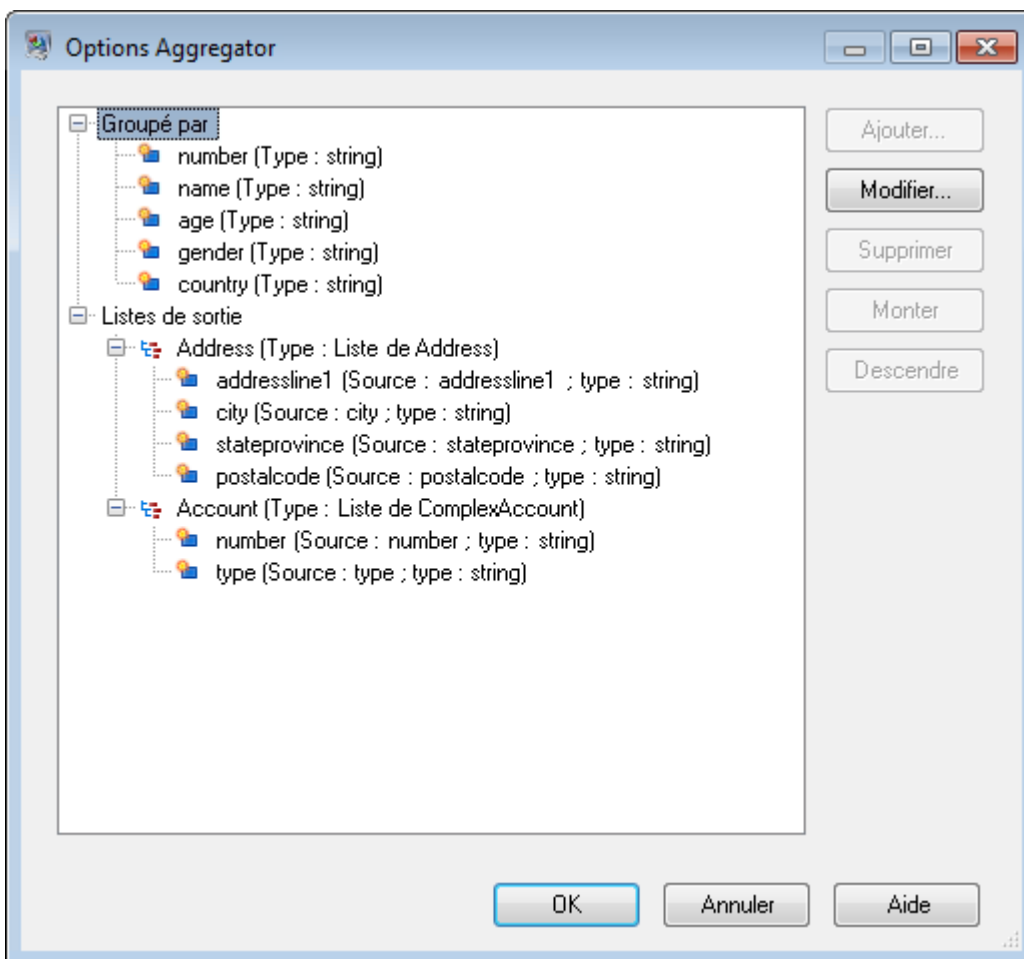 Options Aggregator
Groupé par
number (Type : string)
name (Type : string)
age (Type : string)
gender (Type : string)
country (Type : string)
Listes de sortie
Address (Type : Liste de Address)
addressline1 (Source : addressline1 ; type : string)
city (Source : city ; type : string)
stateprovince (Source : stateprovince ; type : string)
postalcode (Source : postalcode ; type : string)
Account (Type : Liste de ComplexAccount)
number (Source : number ; type : string)
type (Source : type ; type : string)
Ajouter...
Modifier...
Supprimer
Monter
Descendre
OK
Annuler
Aide